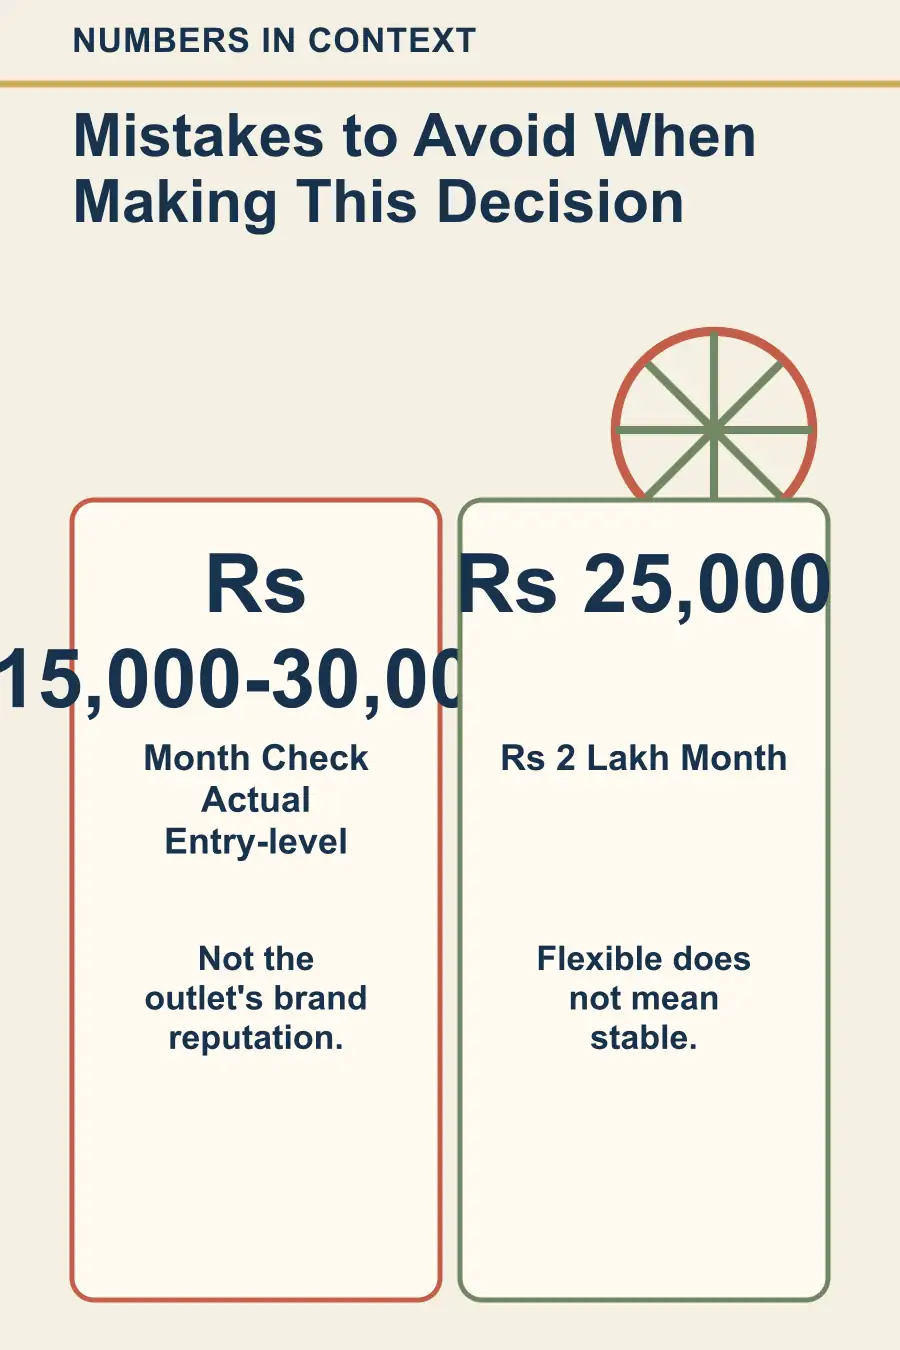 NUMBERS IN CONTEXT
Mistakes to Avoid When
Making This Decision
Rs
15,000-30,00
Month Check
Actual
Entry-level
Not the
outlet's brand
reputation.
Rs 25,000
Rs 2 Lakh Month
Flexible does
not mean
stable.